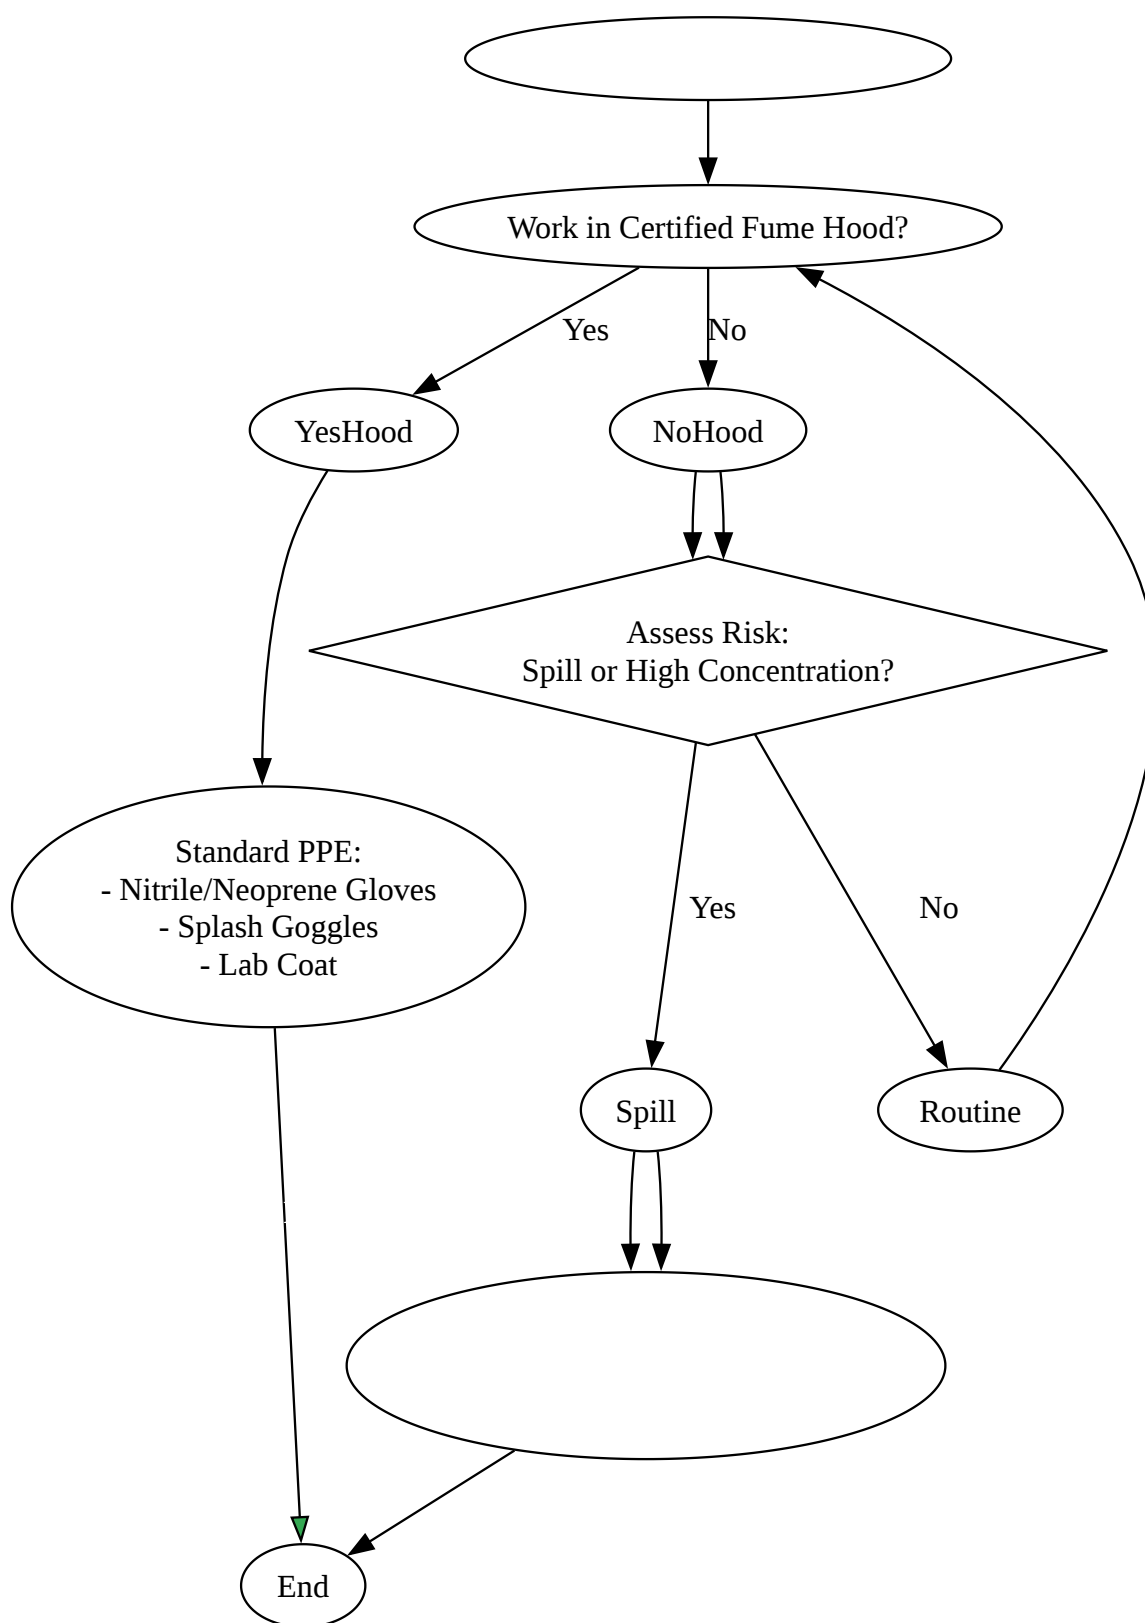 Work in Certified Fume Hood?
Yes
No
YesHood
NoHood
Assess Risk:
Spill or High Concentration?
Standard PPE:
- Nitrile/Neoprene Gloves
- Splash Goggles
- Lab Coat
Yes
No
Spill
Routine
End